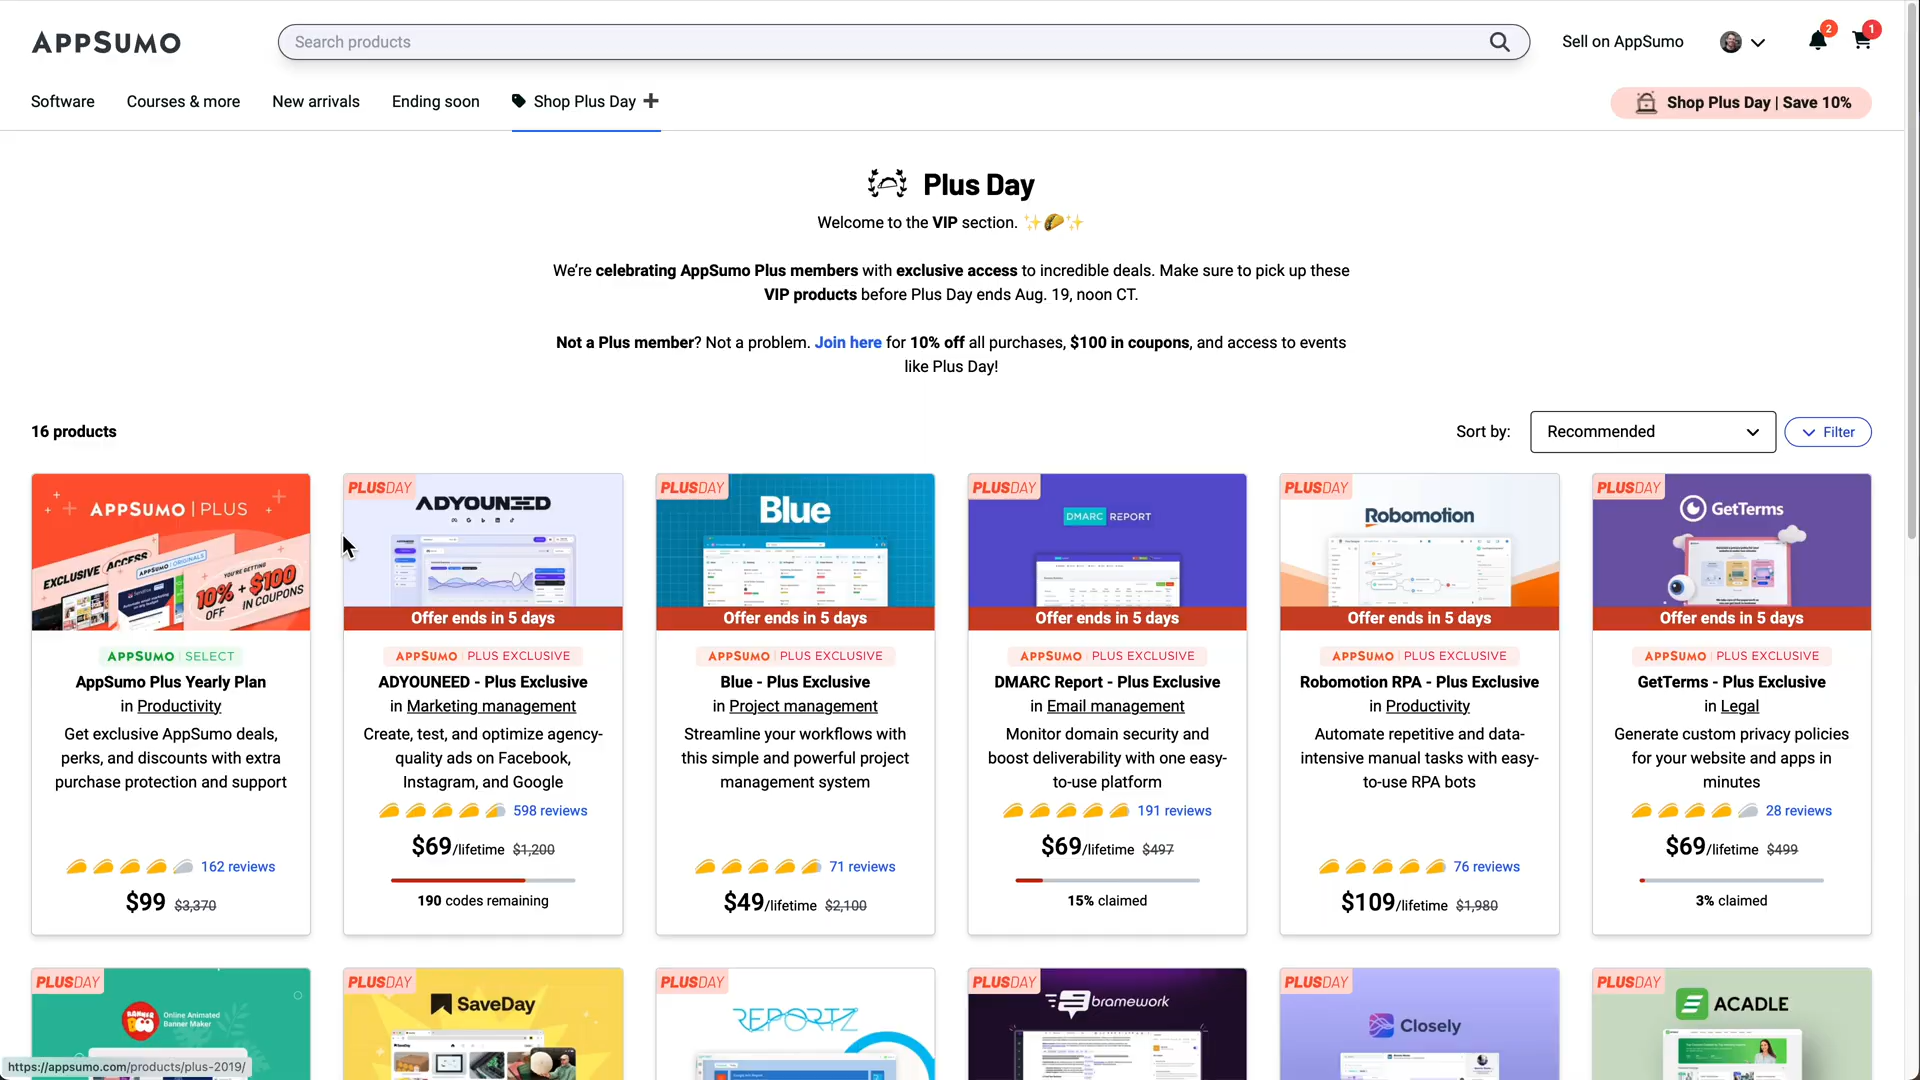 APPSUMO
Search products
Sell on AppSumo
2
1
Software
Courses & more
New arrivals
Ending soon
Shop Plus Day
Shop Plus Day | Save 10%
Plus Day
Welcome to the VIP section. ✨🌮✨
We're celebrating AppSumo Plus members with exclusive access to incredible deals. Make sure to pick up these
VIP products before Plus Day ends Aug. 19, noon CT.
Not a Plus member? Not a problem. Join here for 10% off all purchases, $100 in coupons, and access to events
like Plus Day!
16 products
Sort by:
Recommended
Filter
APPSUMO | PLUS
EXCLUSIVE ACCESS
APPSUMO | ORIGINALS
YOU'RE GETTING
10% OFF + $100 IN COUPONS
APPSUMO | SELECT
AppSumo Plus Yearly Plan
in Productivity
Get exclusive AppSumo deals,
perks, and discounts with extra
purchase protection and support
162 reviews
$99 $3,370
PLUSDAY
ADYOUNEED
Offer ends in 5 days
APPSUMO | PLUS EXCLUSIVE
ADYOUNEED - Plus Exclusive
in Marketing management
Create, test, and optimize agency-
quality ads on Facebook,
Instagram, and Google
598 reviews
$69/lifetime $1,200
190 codes remaining
PLUSDAY
Blue
Offer ends in 5 days
APPSUMO | PLUS EXCLUSIVE
Blue - Plus Exclusive
in Project management
Streamline your workflows with
this simple and powerful project
management system
71 reviews
$49/lifetime $2,100
PLUSDAY
DMARC REPORT
Offer ends in 5 days
APPSUMO | PLUS EXCLUSIVE
DMARC Report - Plus Exclusive
in Email management
Monitor domain security and
boost deliverability with one easy-
to-use platform
191 reviews
$69/lifetime $497
15% claimed
PLUSDAY
Robomotion
Offer ends in 5 days
APPSUMO | PLUS EXCLUSIVE
Robomotion RPA - Plus Exclusive
in Productivity
Automate repetitive and data-
intensive manual tasks with easy-
to-use RPA bots
76 reviews
$109/lifetime $1,980
PLUSDAY
GetTerms
Offer ends in 5 days
APPSUMO | PLUS EXCLUSIVE
GetTerms - Plus Exclusive
in Legal
Generate custom privacy policies
for your website and apps in
minutes
28 reviews
$69/lifetime $499
3% claimed
PLUSDAY
BANNER BOO
Online Animated
Banner Maker
PLUSDAY
SaveDay
PLUSDAY
REPORTZ
PLUSDAY
bramework
PLUSDAY
Closely
PLUSDAY
ACADLE
https://appsumo.com/products/plus-2019/